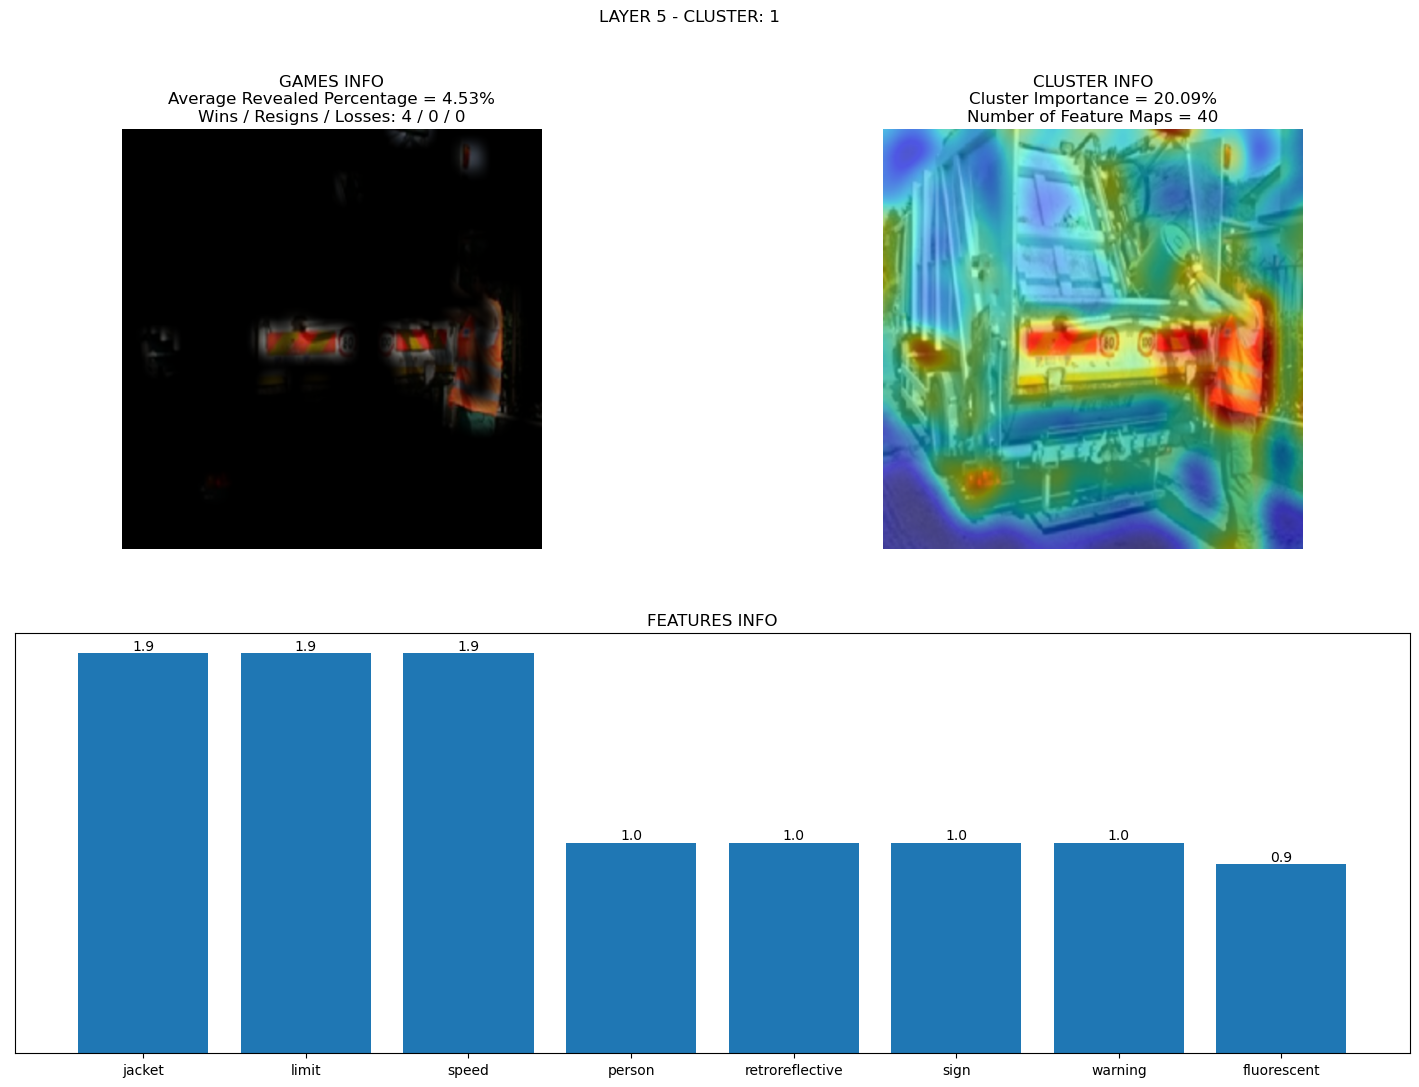 LAYER 5 - CLUSTER: 1
GAMES INFO
Average Revealed Percentage = 4.53%
Wins / Resigns / Losses: 4 / 0 / 0
CLUSTER INFO
Cluster Importance = 20.09%
Number of Feature Maps = 40
FEATURES INFO
1.9
1.9
1.9
1.0
1.0
1.0
1.0
0.9
jacket
limit
speed
person
retroreflective
sign
warning
fluorescent